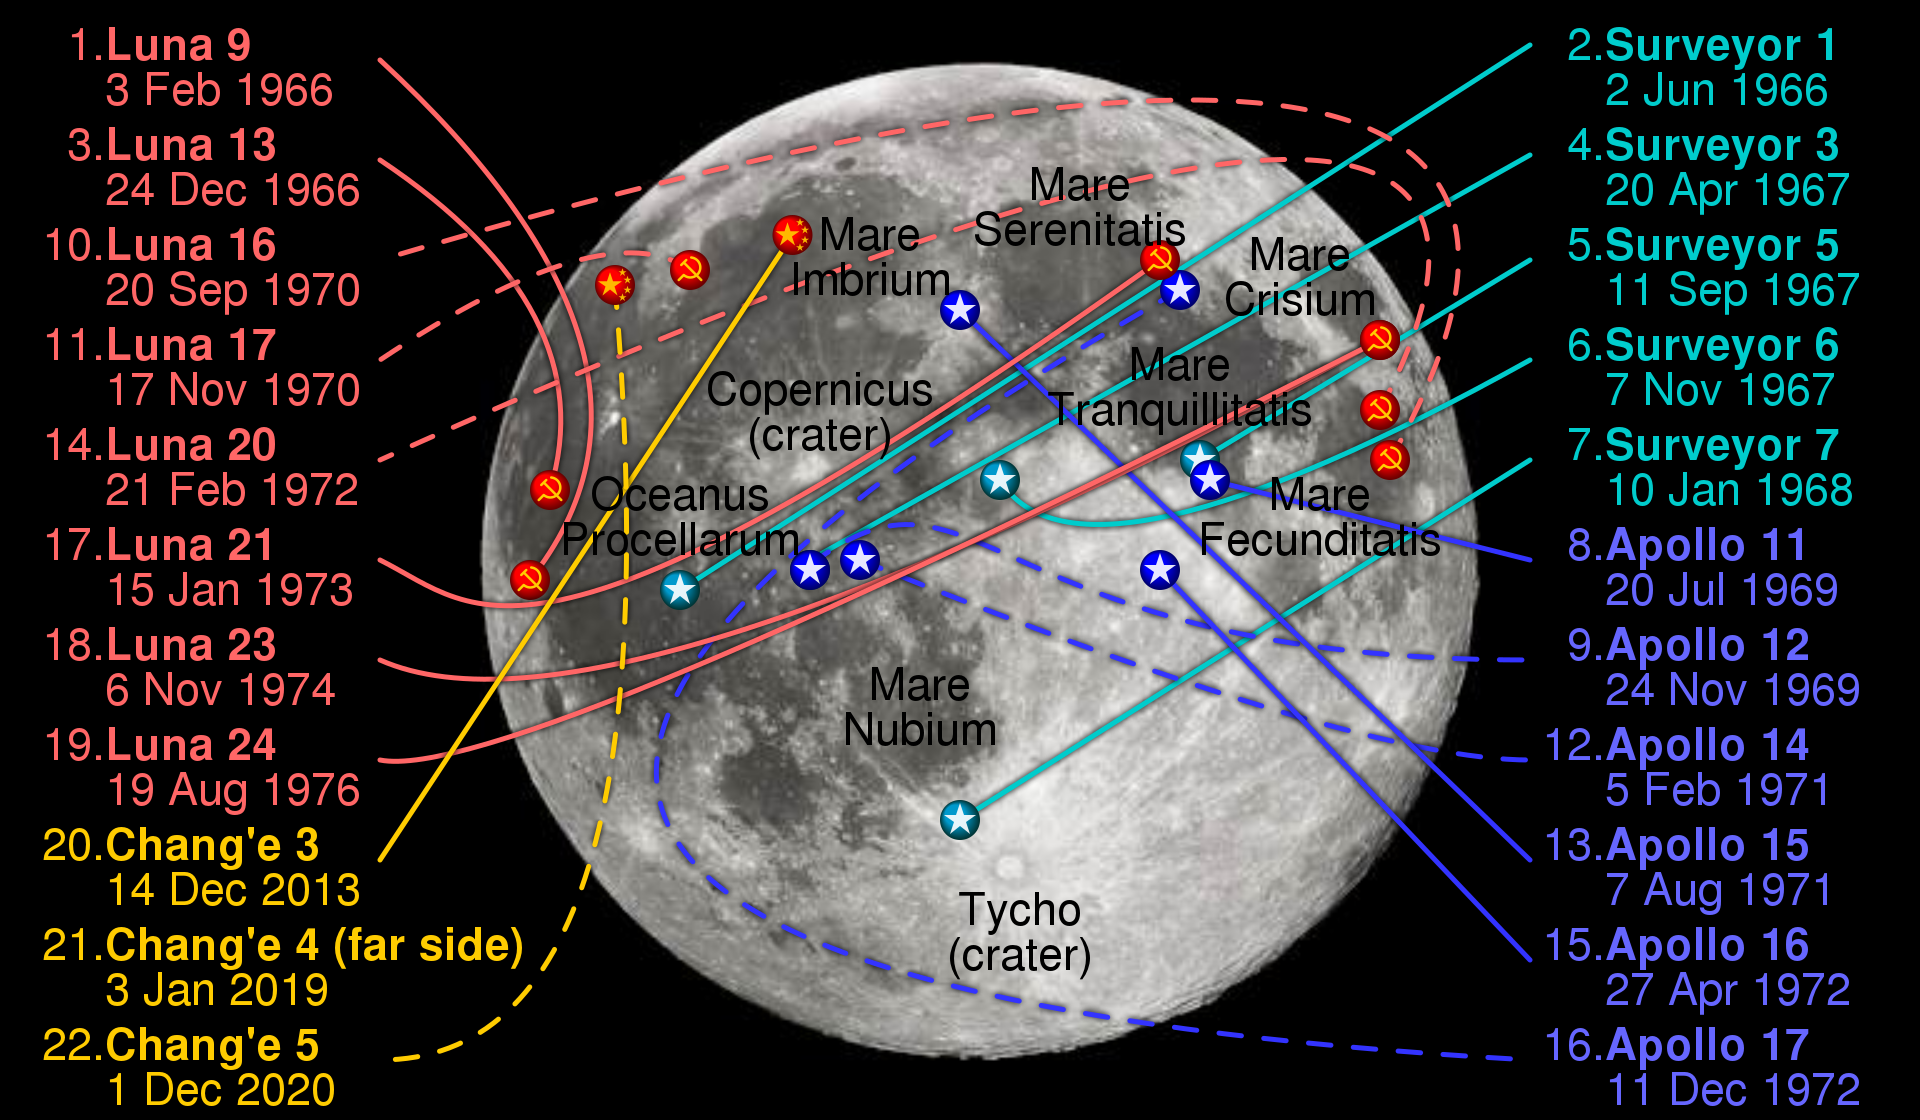 1. Luna 9
3 Feb 1966
3. Luna 13
24 Dec 1966
10. Luna 16
20 Sep 1970
11. Luna 17
17 Nov 1970
14. Luna 20
21 Feb 1972
17. Luna 21
15 Jan 1973
18. Luna 23
6 Nov 1974
19. Luna 24
19 Aug 1976
20. Chang'e 3
14 Dec 2013
21. Chang'e 4 (far side)
3 Jan 2019
22. Chang'e 5
1 Dec 2020
Mare
Serenitatis
Mare
Imbrium
Mare
Crisium
Mare
Tranquillitatis
Copernicus
(crater)
Oceanus
Procellarum
Mare
Fecunditatis
Mare
Nubium
Tycho
(crater)
2. Surveyor 1
2 Jun 1966
4. Surveyor 3
20 Apr 1967
5. Surveyor 5
11 Sep 1967
6. Surveyor 6
7 Nov 1967
7. Surveyor 7
10 Jan 1968
8. Apollo 11
20 Jul 1969
9. Apollo 12
24 Nov 1969
12. Apollo 14
5 Feb 1971
13. Apollo 15
7 Aug 1971
15. Apollo 16
27 Apr 1972
16. Apollo 17
11 Dec 1972